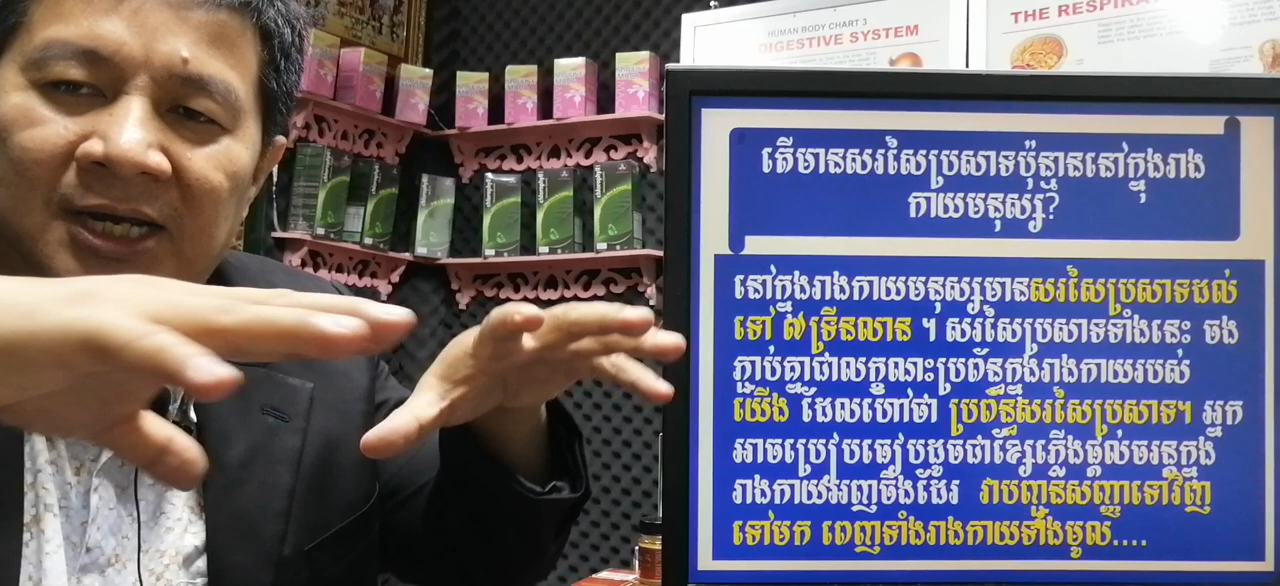 HUMAN BODY CHART 3
DIGESTIVE SYSTEM
THE RESPIRA
តើមានសរសៃប្រសាទប៉ុន្មាននៅក្នុងរាង
កាយមនុស្ស?
នៅក្នុងរាងកាយមនុស្សមានសរសៃប្រសាទដល់
ទៅ ៧ ទ្រីនលាន ។ សរសៃប្រសាទទាំងនេះ ចង
ភ្ជាប់គ្នាជាលក្ខណះប្រព័ន្ធក្នុងរាងកាយរបស់
យើង ដែលហៅថា ប្រព័ន្ធសរសៃប្រសាទ។ អ្នក
អាចប្រៀបធៀបដូចជាខ្សែភ្លើងផ្តល់ចរន្តក្នុង
រាងកាយអញ្ចឹងដែរ វាបញ្ជូនសញ្ញាទៅវិញ
ទៅមក ពេញទាំងរាងកាយទាំងមូល....
chlorophyll
chlorophyll
chlorophyll